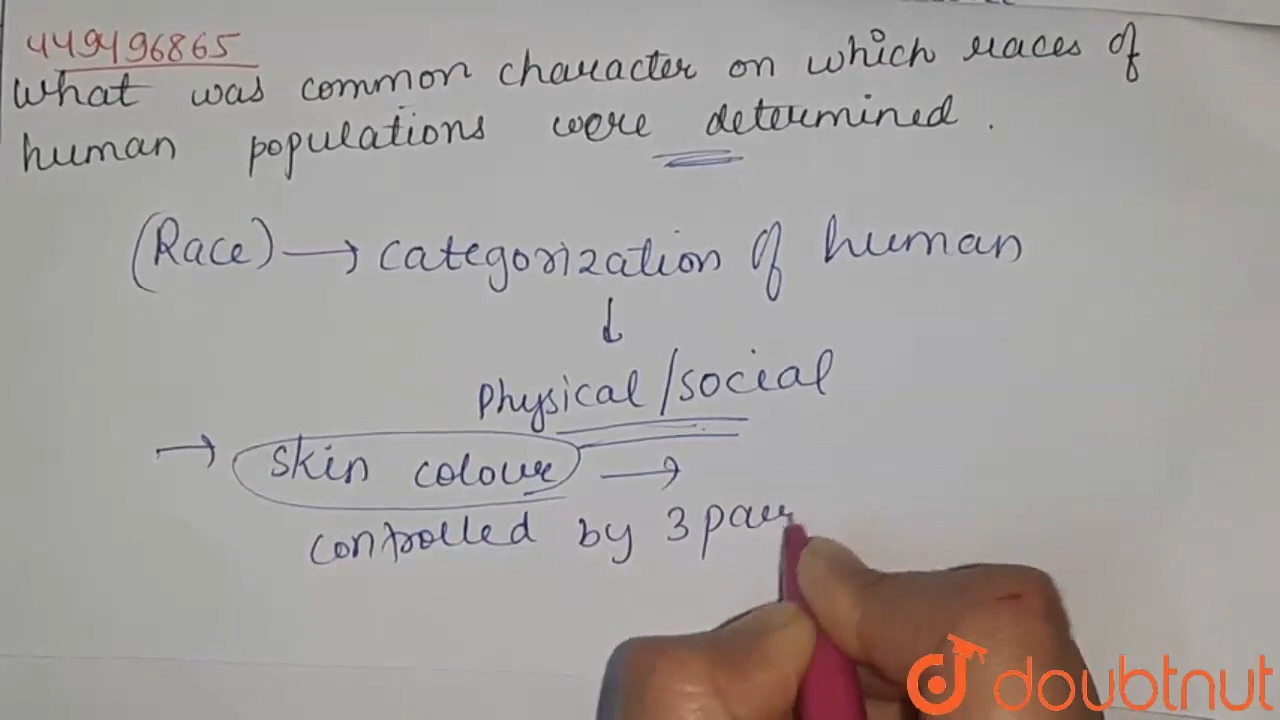 449496865
What was common character on which races of
human populations were determined.
(Race) → categorization of human
↓
Physical/social
→ skin colour →
controlled by 3 pair
doubtnut